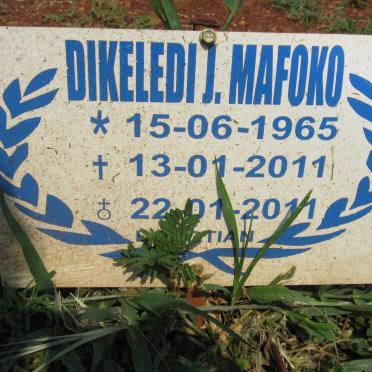 DIKELEDI J. MAFOKO
* 15-06-1965
† 13-01-2011
♁ 22-01-2011